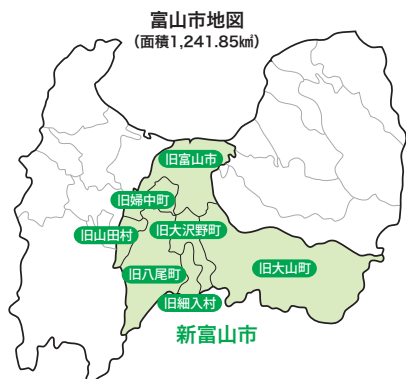 富山市地図
（面積1,241.85㎢）
旧富山市
旧婦中町
旧山田村
旧大沢野町
旧八尾町
旧大山町
旧細入村
新富山市